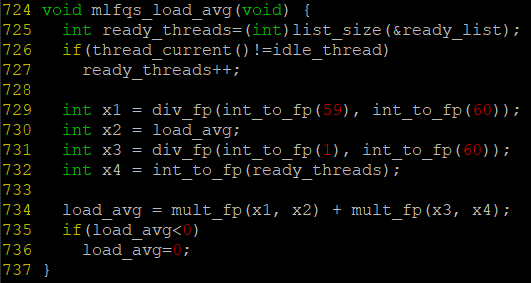 724 void mlfqs_load_avg(void) {
725   int ready_threads=(int)list_size(&ready_list);
726   if(thread_current()!=idle_thread)
727     ready_threads++;
728
729   int x1 = div_fp(int_to_fp(59), int_to_fp(60));
730   int x2 = load_avg;
731   int x3 = div_fp(int_to_fp(1), int_to_fp(60));
732   int x4 = int_to_fp(ready_threads);
733
734   load_avg = mult_fp(x1, x2) + mult_fp(x3, x4);
735   if(load_avg<0)
736     load_avg=0;
737 }